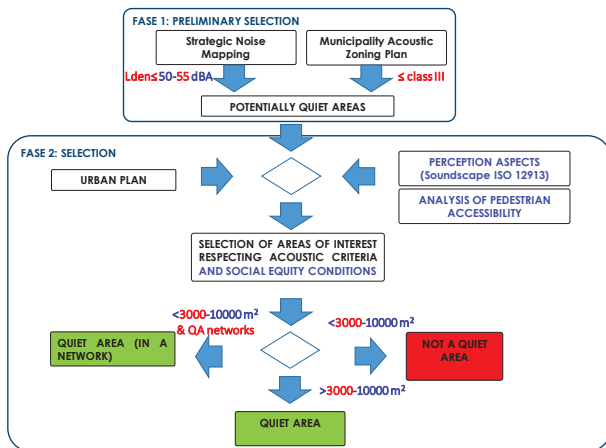 FASE 1: PRELIMINARY SELECTION
Strategic Noise
Mapping
Municipality Acoustic
Zoning Plan
Lden≤50-55 dBA
≤ class III
POTENTIALLY QUIET AREAS
FASE 2: SELECTION
URBAN PLAN
PERCEPTION ASPECTS
(Soundscape ISO 12913)
ANALYSIS OF PEDESTRIAN
ACCESSIBILITY
SELECTION OF AREAS OF INTEREST
RESPECTING ACOUSTIC CRITERIA
AND SOCIAL EQUITY CONDITIONS
<3000-10000 m²
& QA networks
<3000-10000 m²
QUIET AREA (IN A
NETWORK)
NOT A QUIET
AREA
>3000-10000 m²
QUIET AREA